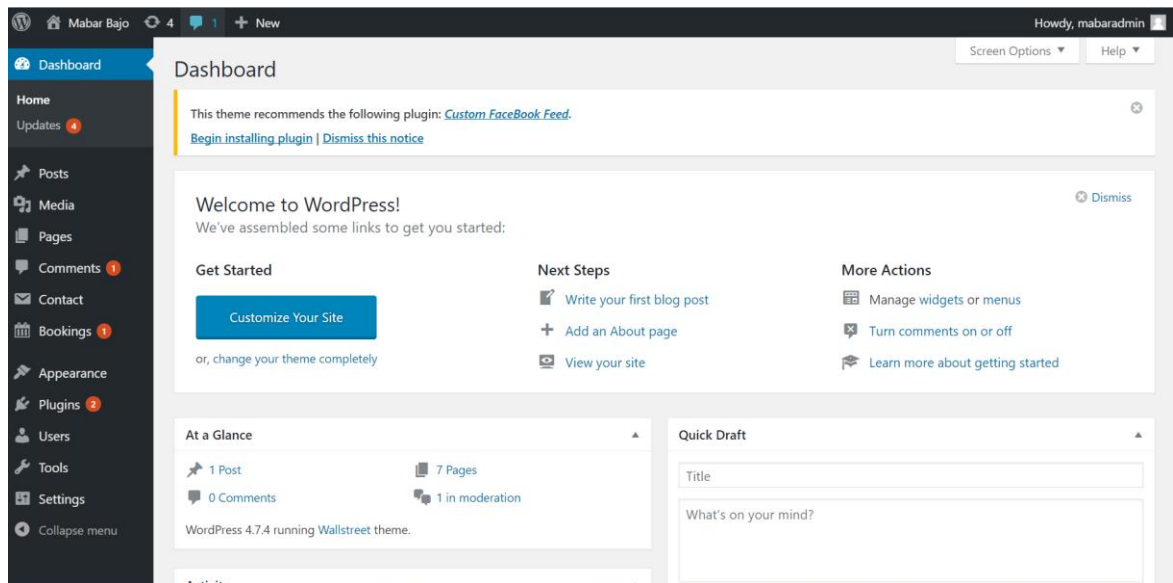 Mabar Bajo 4 1 New Howdy, mabaradmin
Screen Options Help
Dashboard
Home
Updates 4
Posts
Media
Pages
Comments 1
Contact
Bookings 1
Appearance
Plugins 2
Users
Tools
Settings
Collapse menu
Dashboard
This theme recommends the following plugin: Custom FaceBook Feed.
Begin installing plugin | Dismiss this notice
Welcome to WordPress!
Dismiss
We've assembled some links to get you started:
Get Started
Customize Your Site
or, change your theme completely
Next Steps
Write your first blog post
Add an About page
View your site
More Actions
Manage widgets or menus
Turn comments on or off
Learn more about getting started
At a Glance
1 Post 7 Pages
0 Comments 1 in moderation
WordPress 4.7.4 running Wallstreet theme.
Quick Draft
Title
What's on your mind?